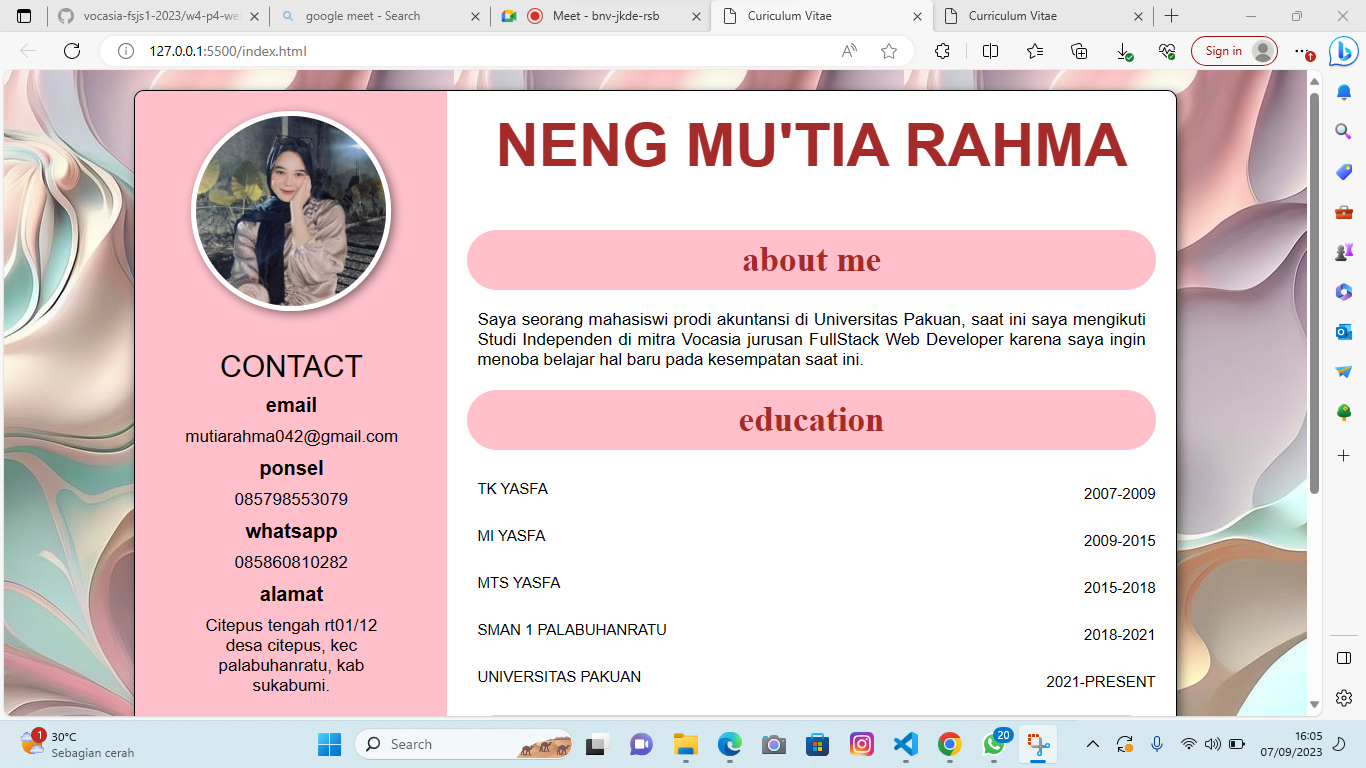 vocasia-fsjs1-2023/w4-p4-we
google meet - Search
Meet - bnv-jkde-rsb
Curiculum Vitae
Curriculum Vitae
127.0.0.1:5500/index.html
Sign in
NENG MU'TIA RAHMA
about me
Saya seorang mahasiswi prodi akuntansi di Universitas Pakuan, saat ini saya mengikuti
Studi Independen di mitra Vocasia jurusan FullStack Web Developer karena saya ingin
menoba belajar hal baru pada kesempatan saat ini.
CONTACT
email
mutiarahma042@gmail.com
ponsel
085798553079
whatsapp
085860810282
alamat
Citepus tengah rt01/12
desa citepus, kec
palabuhanratu, kab
sukabumi.
education
TK YASFA 2007-2009
MI YASFA 2009-2015
MTS YASFA 2015-2018
SMAN 1 PALABUHANRATU 2018-2021
UNIVERSITAS PAKUAN 2021-PRESENT
1
30°C
Sebagian cerah
Search
20
16:05
07/09/2023